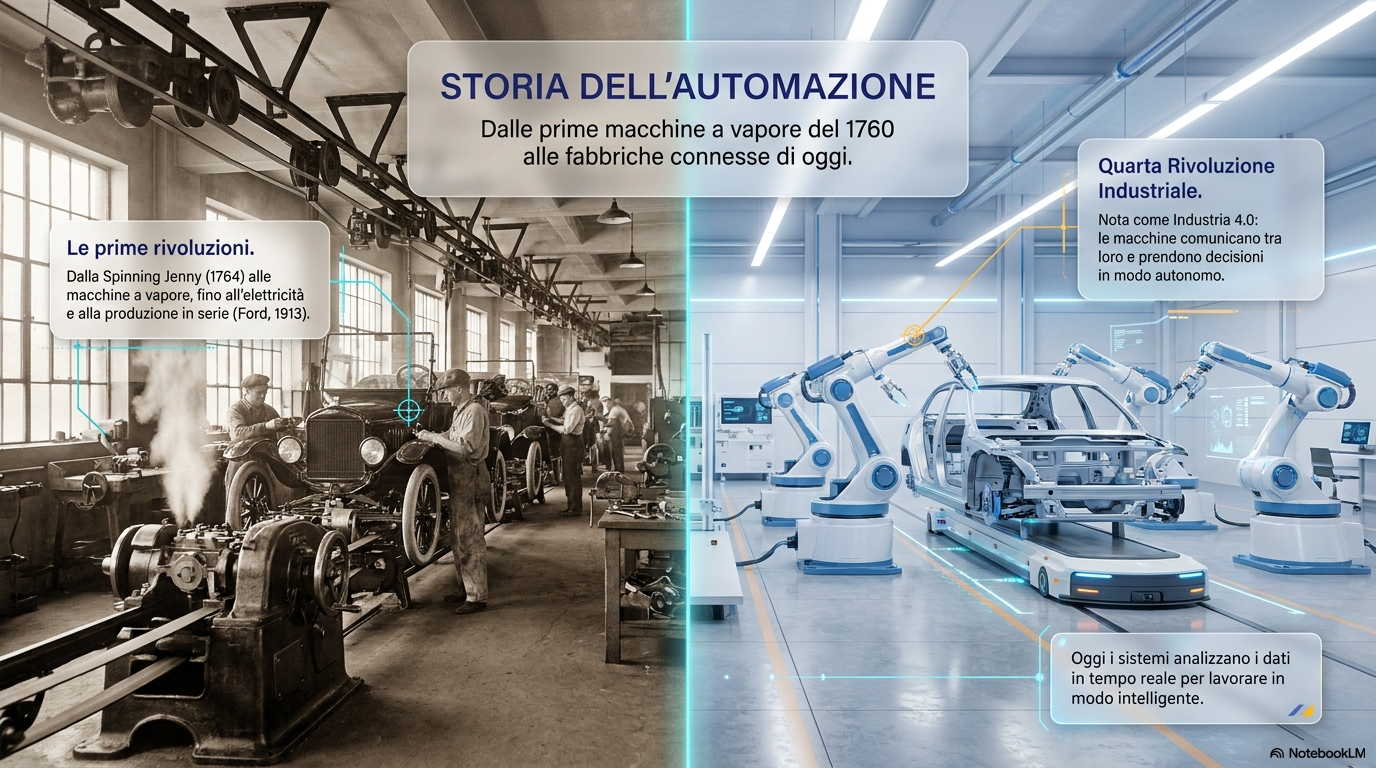 STORIA DELL'AUTOMAZIONE
Dalle prime macchine a vapore del 1760
alle fabbriche connesse di oggi.
Le prime rivoluzioni.
Dalla Spinning Jenny (1764) alle
macchine a vapore, fino all'elettricità
e alla produzione in serie (Ford, 1913).
Quarta Rivoluzione
Industriale.
Nota come Industria 4.0:
le macchine comunicano tra
loro e prendono decisioni
in modo autonomo.
Oggi i sistemi analizzano i dati
in tempo reale per lavorare in
modo intelligente.
NotebookLM